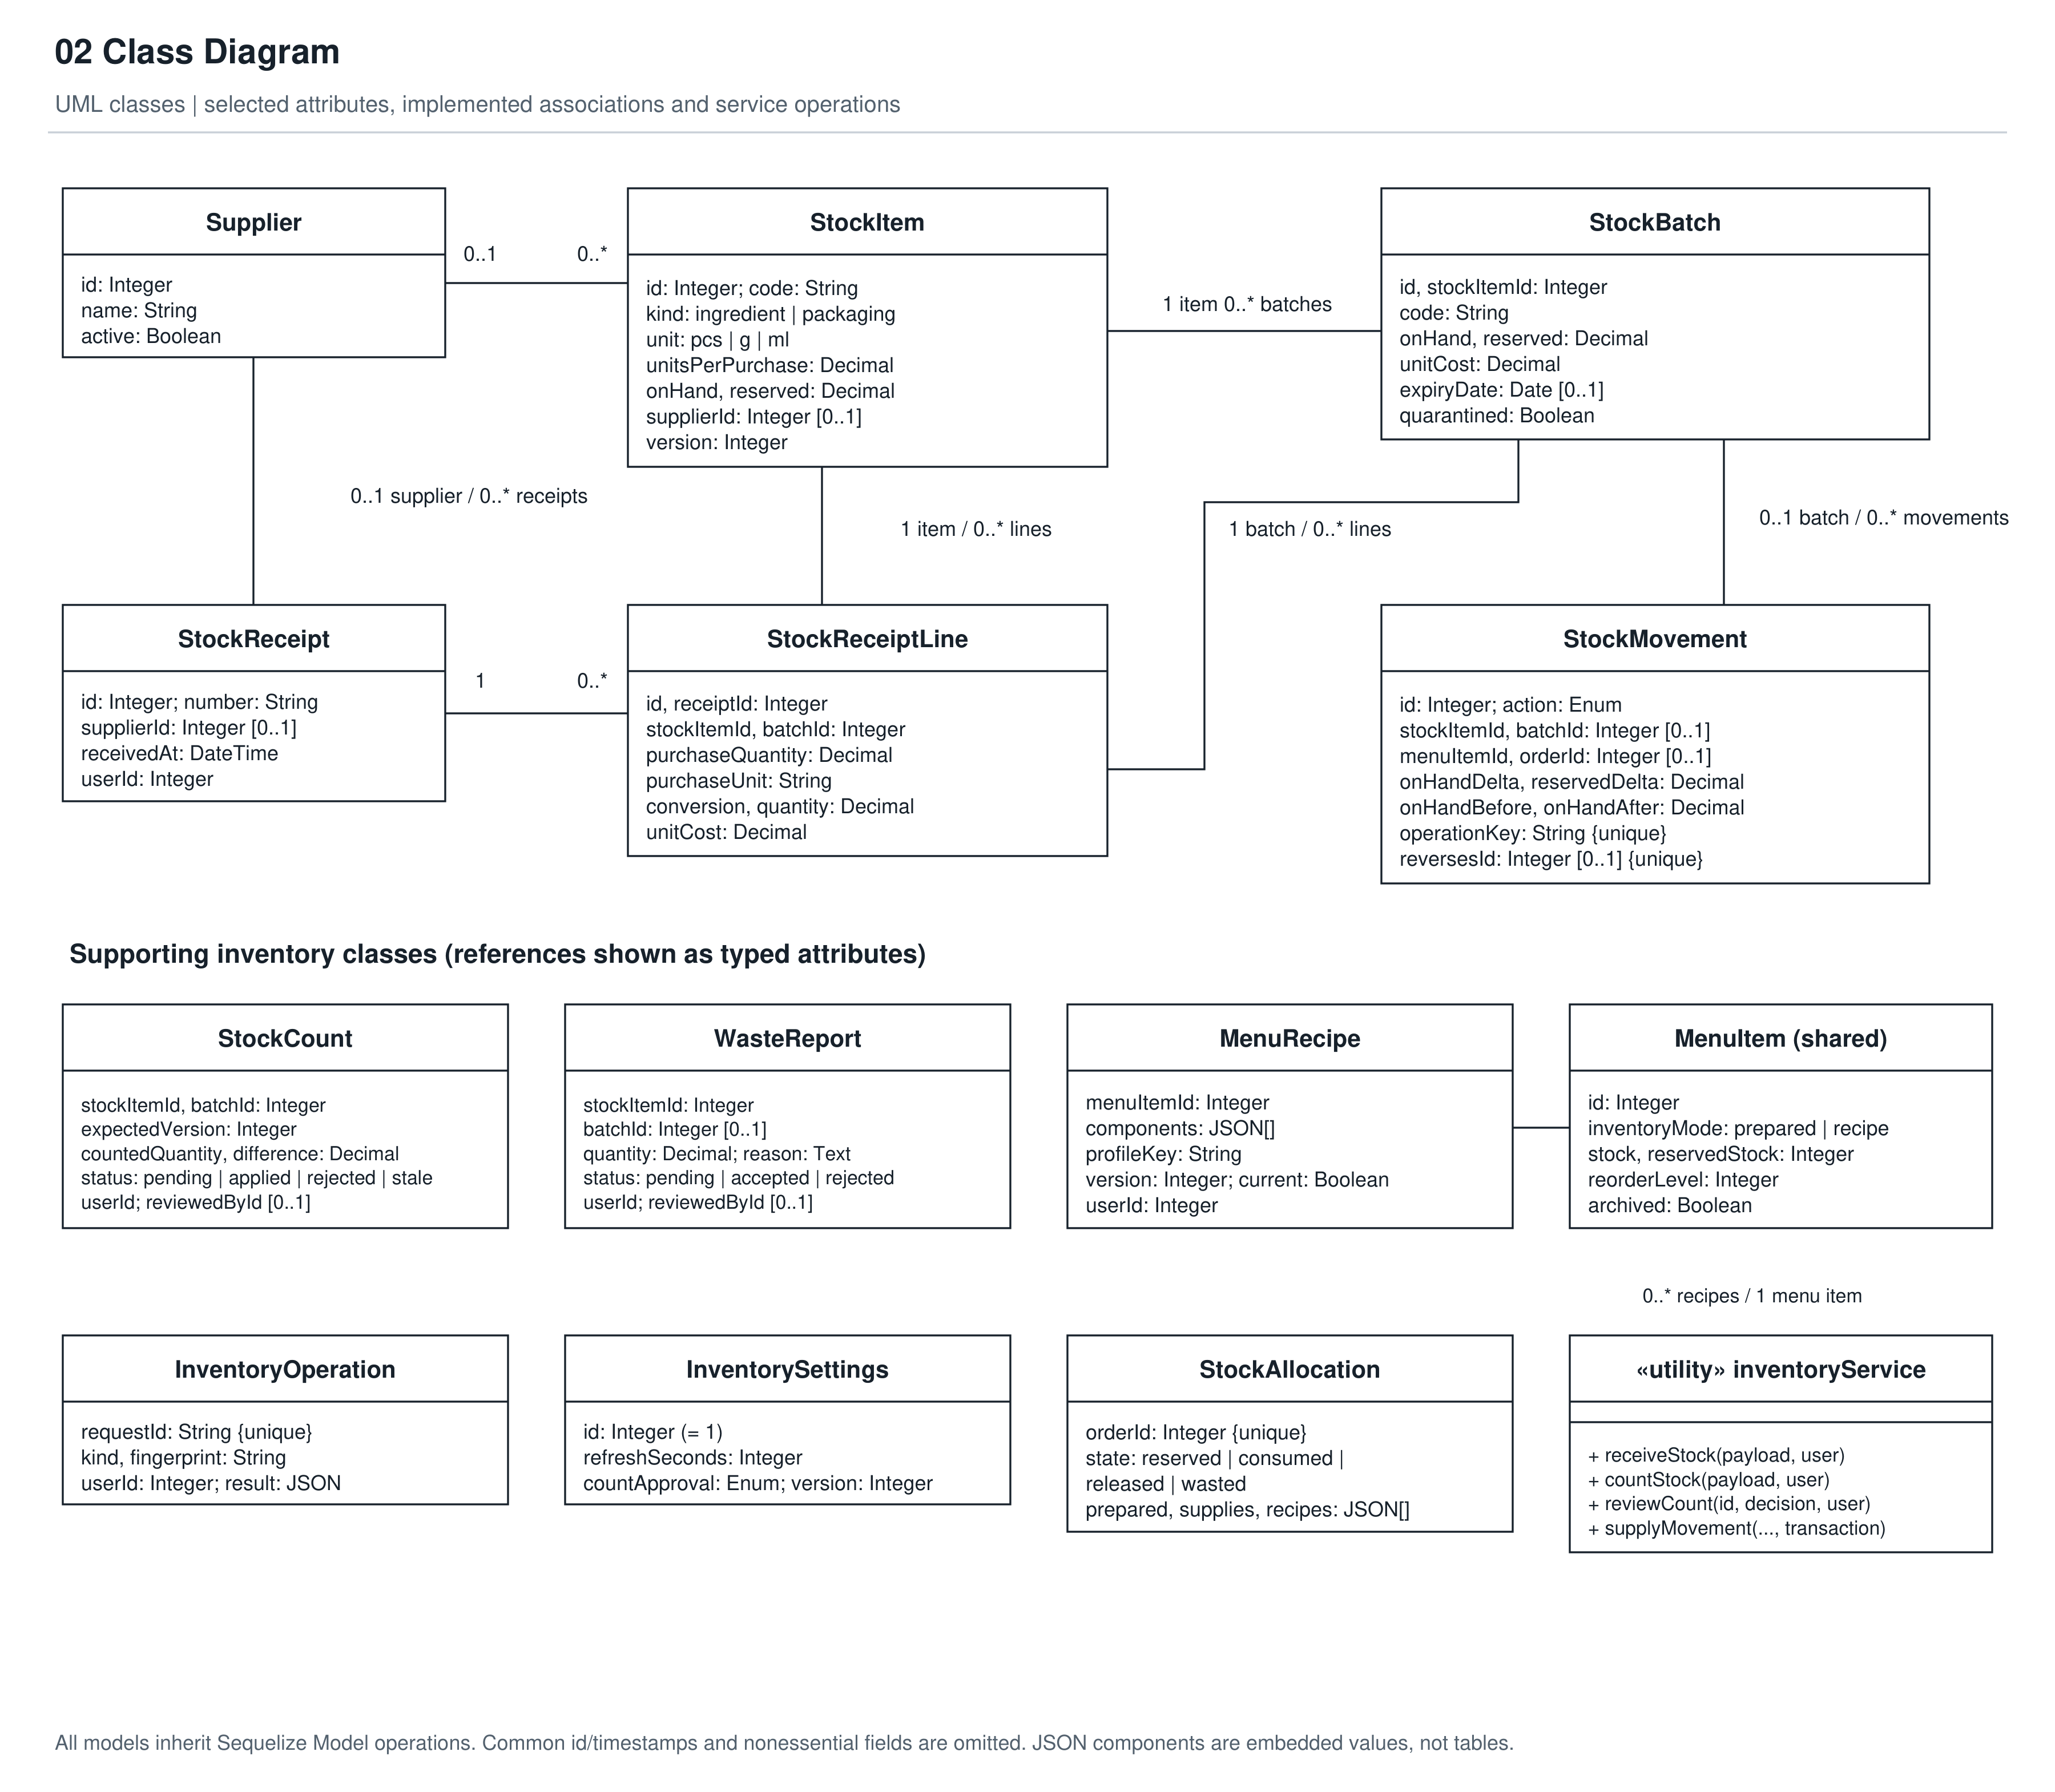 02 Class Diagram
UML classes | selected attributes, implemented associations and service operations
Supplier
id: Integer
name: String
active: Boolean
0..1
0..*
StockItem
id: Integer; code: String
kind: ingredient | packaging
unit: pcs | g | ml
unitsPerPurchase: Decimal
onHand, reserved: Decimal
supplierId: Integer [0..1]
version: Integer
1 item 0..* batches
StockBatch
id, stockItemId: Integer
code: String
onHand, reserved: Decimal
unitCost: Decimal
expiryDate: Date [0..1]
quarantined: Boolean
0..1 supplier / 0..* receipts
1 item / 0..* lines
1 batch / 0..* lines
0..1 batch / 0..* movements
StockReceipt
id: Integer; number: String
supplierId: Integer [0..1]
receivedAt: DateTime
userId: Integer
1
0..*
StockReceiptLine
id, receiptId: Integer
stockItemId, batchId: Integer
purchaseQuantity: Decimal
purchaseUnit: String
conversion, quantity: Decimal
unitCost: Decimal
StockMovement
id: Integer; action: Enum
stockItemId, batchId: Integer [0..1]
menuItemId, orderId: Integer [0..1]
onHandDelta, reservedDelta: Decimal
onHandBefore, onHandAfter: Decimal
operationKey: String {unique}
reversesId: Integer [0..1] {unique}
Supporting inventory classes (references shown as typed attributes)
StockCount
stockItemId, batchId: Integer
expectedVersion: Integer
countedQuantity, difference: Decimal
status: pending | applied | rejected | stale
userId; reviewedById [0..1]
WasteReport
stockItemId: Integer
batchId: Integer [0..1]
quantity: Decimal; reason: Text
status: pending | accepted | rejected
userId; reviewedById [0..1]
MenuRecipe
menuItemId: Integer
components: JSON[]
profileKey: String
version: Integer; current: Boolean
userId: Integer
MenuItem (shared)
id: Integer
inventoryMode: prepared | recipe
stock, reservedStock: Integer
reorderLevel: Integer
archived: Boolean
0..* recipes / 1 menu item
InventoryOperation
requestId: String {unique}
kind, fingerprint: String
userId: Integer; result: JSON
InventorySettings
id: Integer (= 1)
refreshSeconds: Integer
countApproval: Enum; version: Integer
StockAllocation
orderId: Integer {unique}
state: reserved | consumed |
released | wasted
prepared, supplies, recipes: JSON[]
«utility» inventoryService
+ receiveStock(payload, user)
+ countStock(payload, user)
+ reviewCount(id, decision, user)
+ supplyMovement(..., transaction)
All models inherit Sequelize Model operations. Common id/timestamps and nonessential fields are omitted. JSON components are embedded values, not tables.